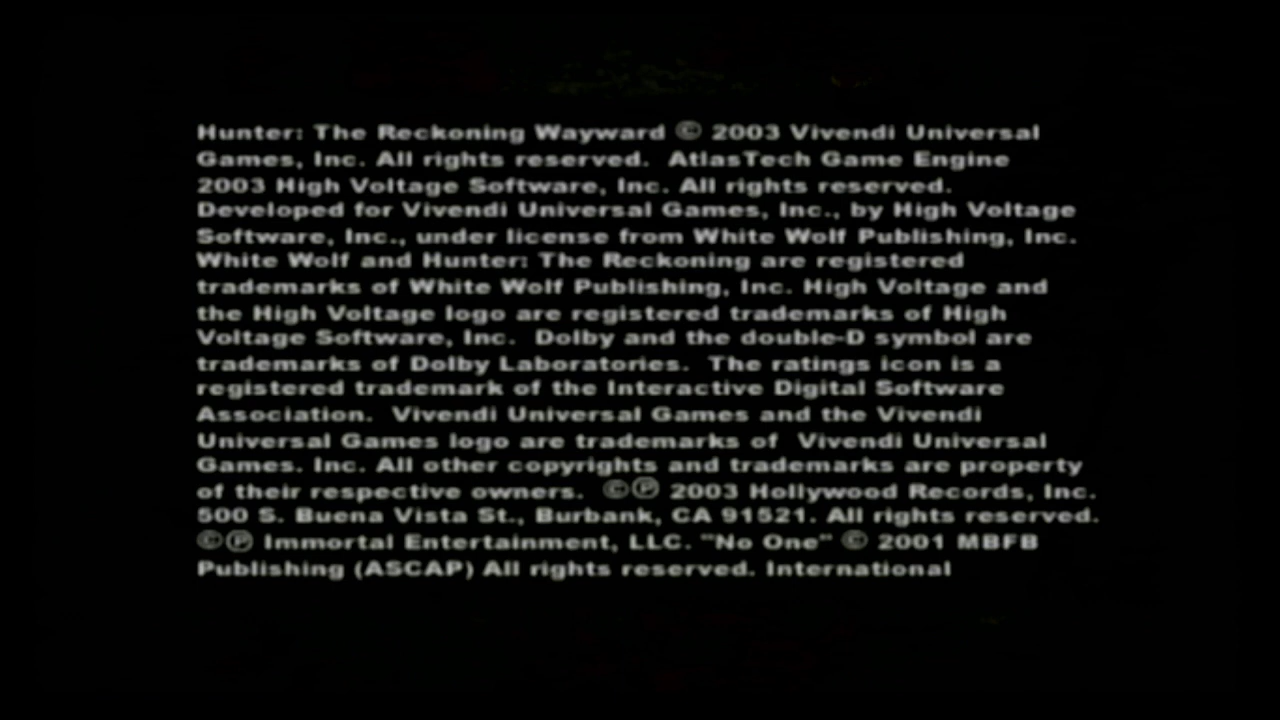 Hunter: The Reckoning Wayward © 2003 Vivendi Universal
Games, Inc. All rights reserved.  AtlasTech Game Engine
2003 High Voltage Software, Inc. All rights reserved.
Developed for Vivendi Universal Games, Inc., by High Voltage
Software, Inc., under license from White Wolf Publishing, Inc.
White Wolf and Hunter: The Reckoning are registered
trademarks of White Wolf Publishing, Inc. High Voltage and
the High Voltage logo are registered trademarks of High
Voltage Software, Inc.  Dolby and the double-D symbol are
trademarks of Dolby Laboratories.  The ratings icon is a
registered trademark of the Interactive Digital Software
Association.  Vivendi Universal Games and the Vivendi
Universal Games logo are trademarks of  Vivendi Universal
Games. Inc. All other copyrights and trademarks are property
of their respective owners.  ©℗ 2003 Hollywood Records, Inc.
500 S. Buena Vista St., Burbank, CA 91521. All rights reserved.
©℗ Immortal Entertainment, LLC. "No One" © 2001 MBFB
Publishing (ASCAP) All rights reserved. International